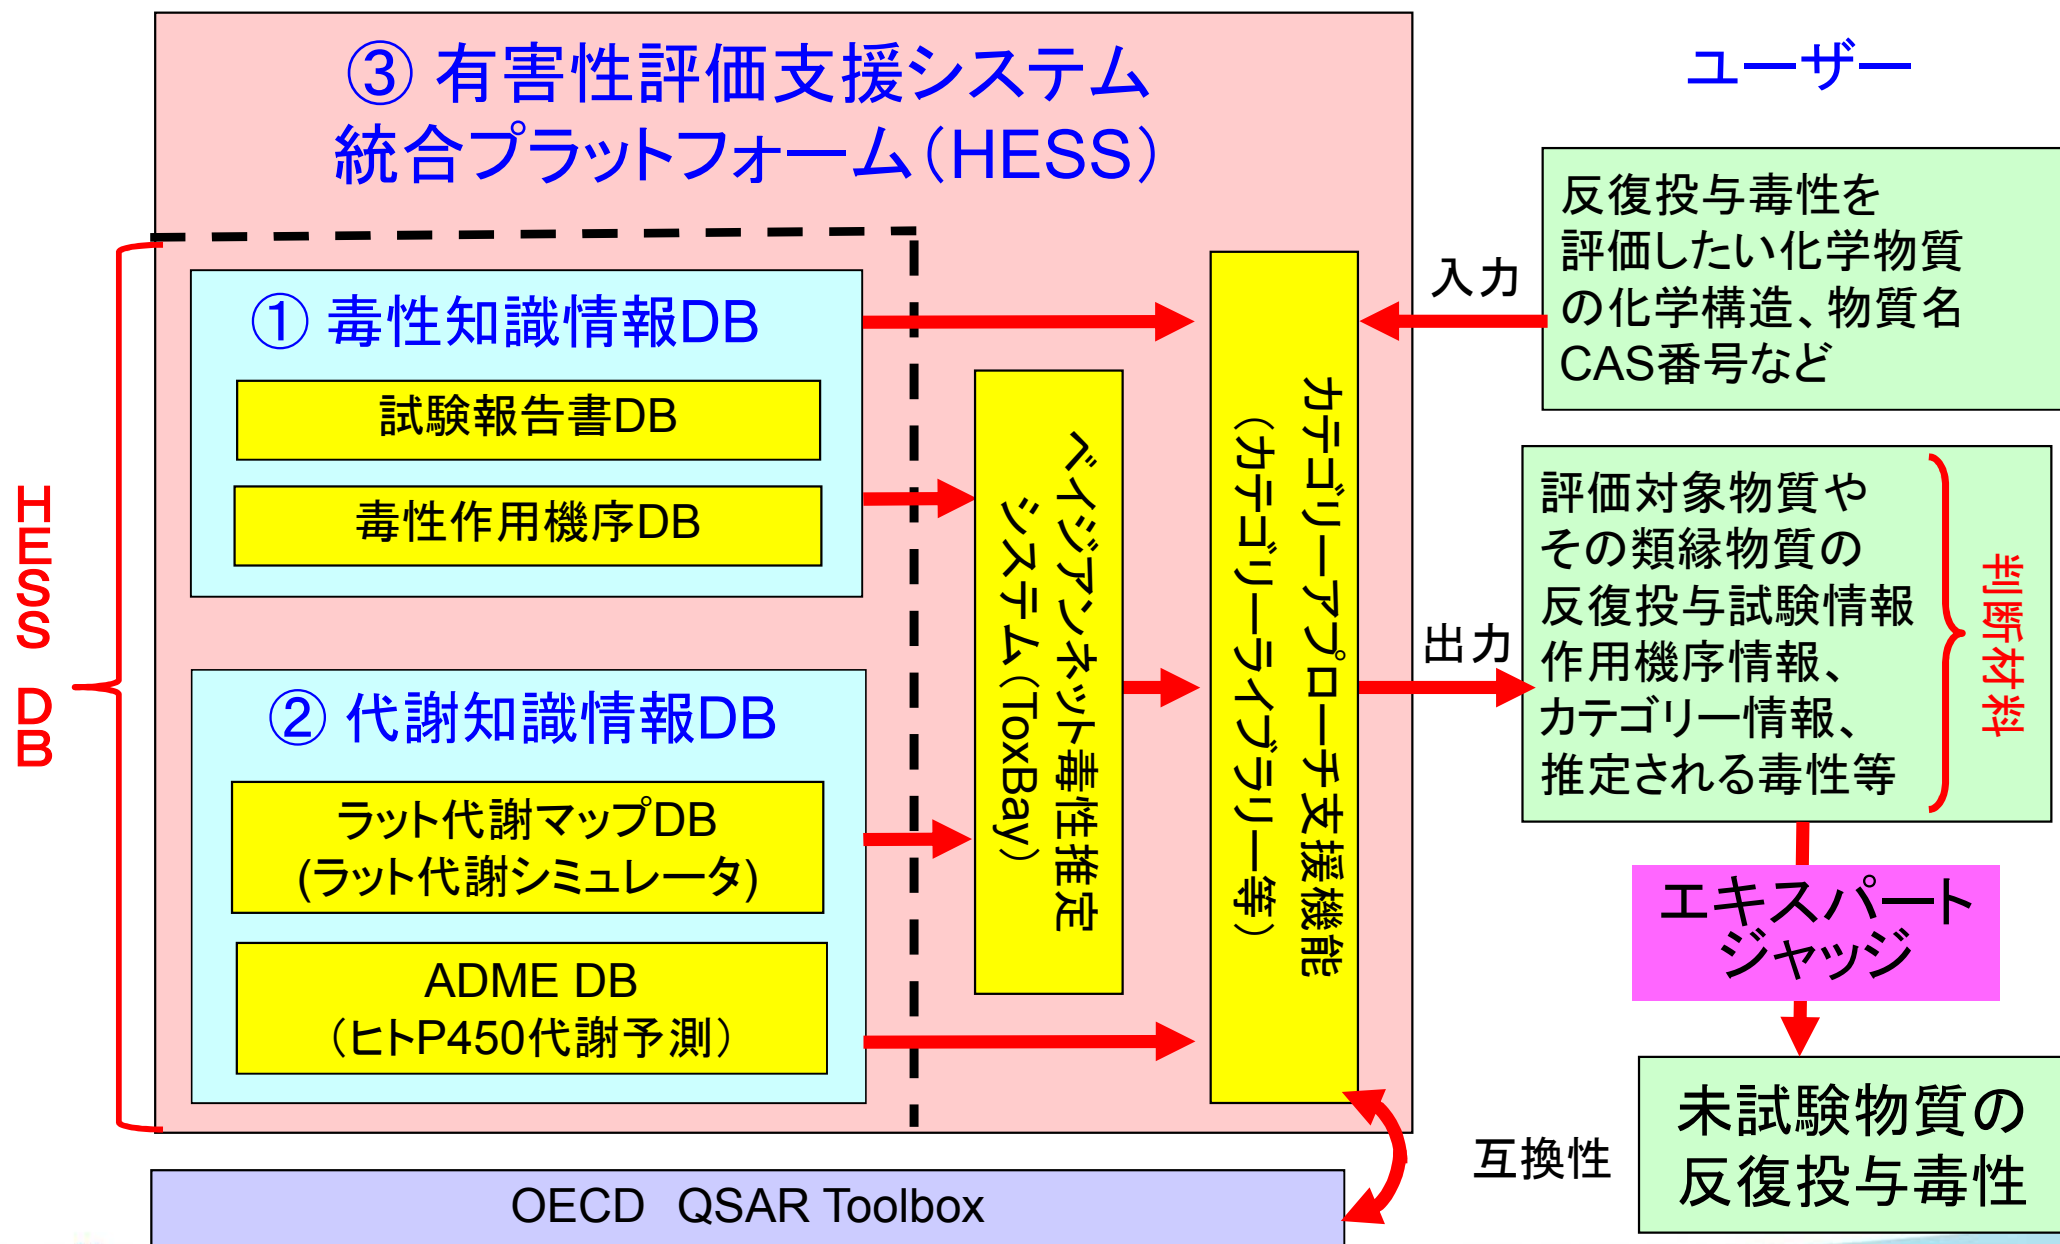 ③ 有害性評価支援システム
統合プラットフォーム（HESS）
HESS DB
① 毒性知識情報DB
試験報告書DB
毒性作用機序DB
② 代謝知識情報DB
ラット代謝マップDB
(ラット代謝シミュレータ)
ADME DB
（ヒトP450代謝予測）
ベイジアンネット毒性推定
システム（ToxBay）
カテゴリーアプローチ支援機能
（カテゴリーライブラリー等）
OECD QSAR Toolbox
互換性
ユーザー
入力
反復投与毒性を
評価したい化学物質
の化学構造、物質名
CAS番号など
出力
評価対象物質や
その類縁物質の
反復投与試験情報
作用機序情報、
カテゴリー情報、
推定される毒性等
判断材料
エキスパート
ジャッジ
未試験物質の
反復投与毒性